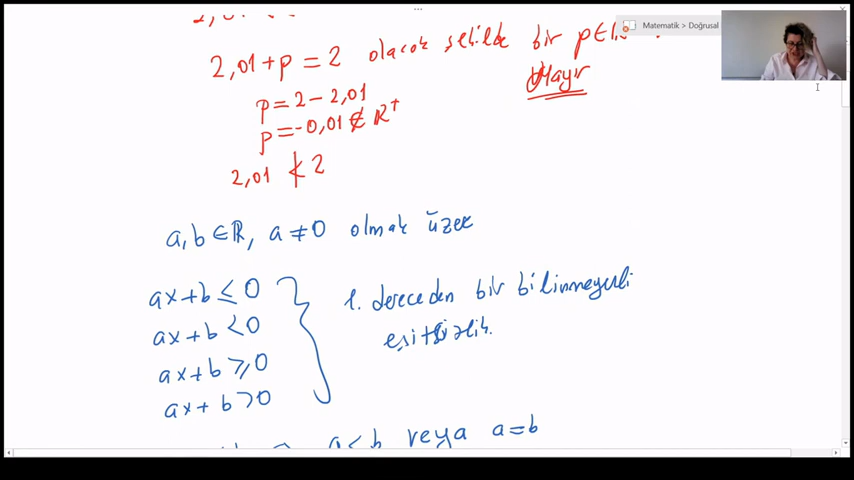 Matematik > Doğrusal
2,01 + p = 2 olacak şekilde bir p ∈
Hayır
p = 2 - 2,01
p = -0,01 ∉ ℝ⁺
2,01 ≮ 2
a, b ∈ ℝ, a ≠ 0 olmak üzere
ax + b ≤ 0
ax + b < 0
ax + b ≥ 0
ax + b > 0
1. dereceden bir bilinmeyenli
eşitsizlik.
a < b veya a = b